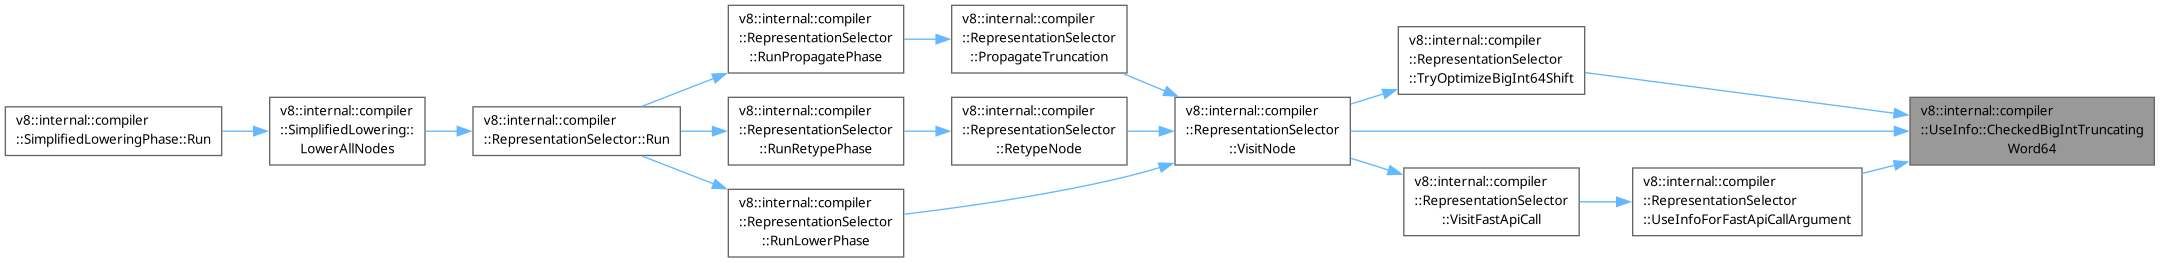 v8::internal::compiler
::SimplifiedLoweringPhase::Run
v8::internal::compiler
::SimplifiedLowering::
LowerAllNodes
v8::internal::compiler
::RepresentationSelector::Run
v8::internal::compiler
::RepresentationSelector
::RunPropagatePhase
v8::internal::compiler
::RepresentationSelector
::RunRetypePhase
v8::internal::compiler
::RepresentationSelector
::RunLowerPhase
v8::internal::compiler
::RepresentationSelector
::PropagateTruncation
v8::internal::compiler
::RepresentationSelector
::RetypeNode
v8::internal::compiler
::RepresentationSelector
::VisitNode
v8::internal::compiler
::RepresentationSelector
::TryOptimizeBigInt64Shift
v8::internal::compiler
::RepresentationSelector
::VisitFastApiCall
v8::internal::compiler
::RepresentationSelector
::UseInfoForFastApiCallArgument
v8::internal::compiler
::UseInfo::CheckedBigIntTruncating
Word64